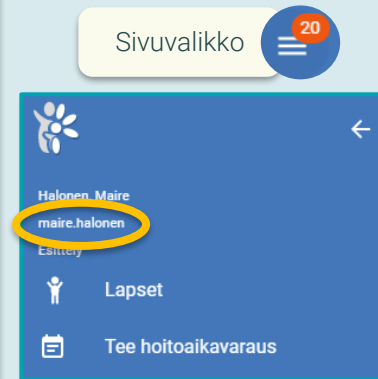 Sivuvalikko
20
Halonen Maire
maire.halonen
Esittely
Lapset
Tee hoitoaikavaraus